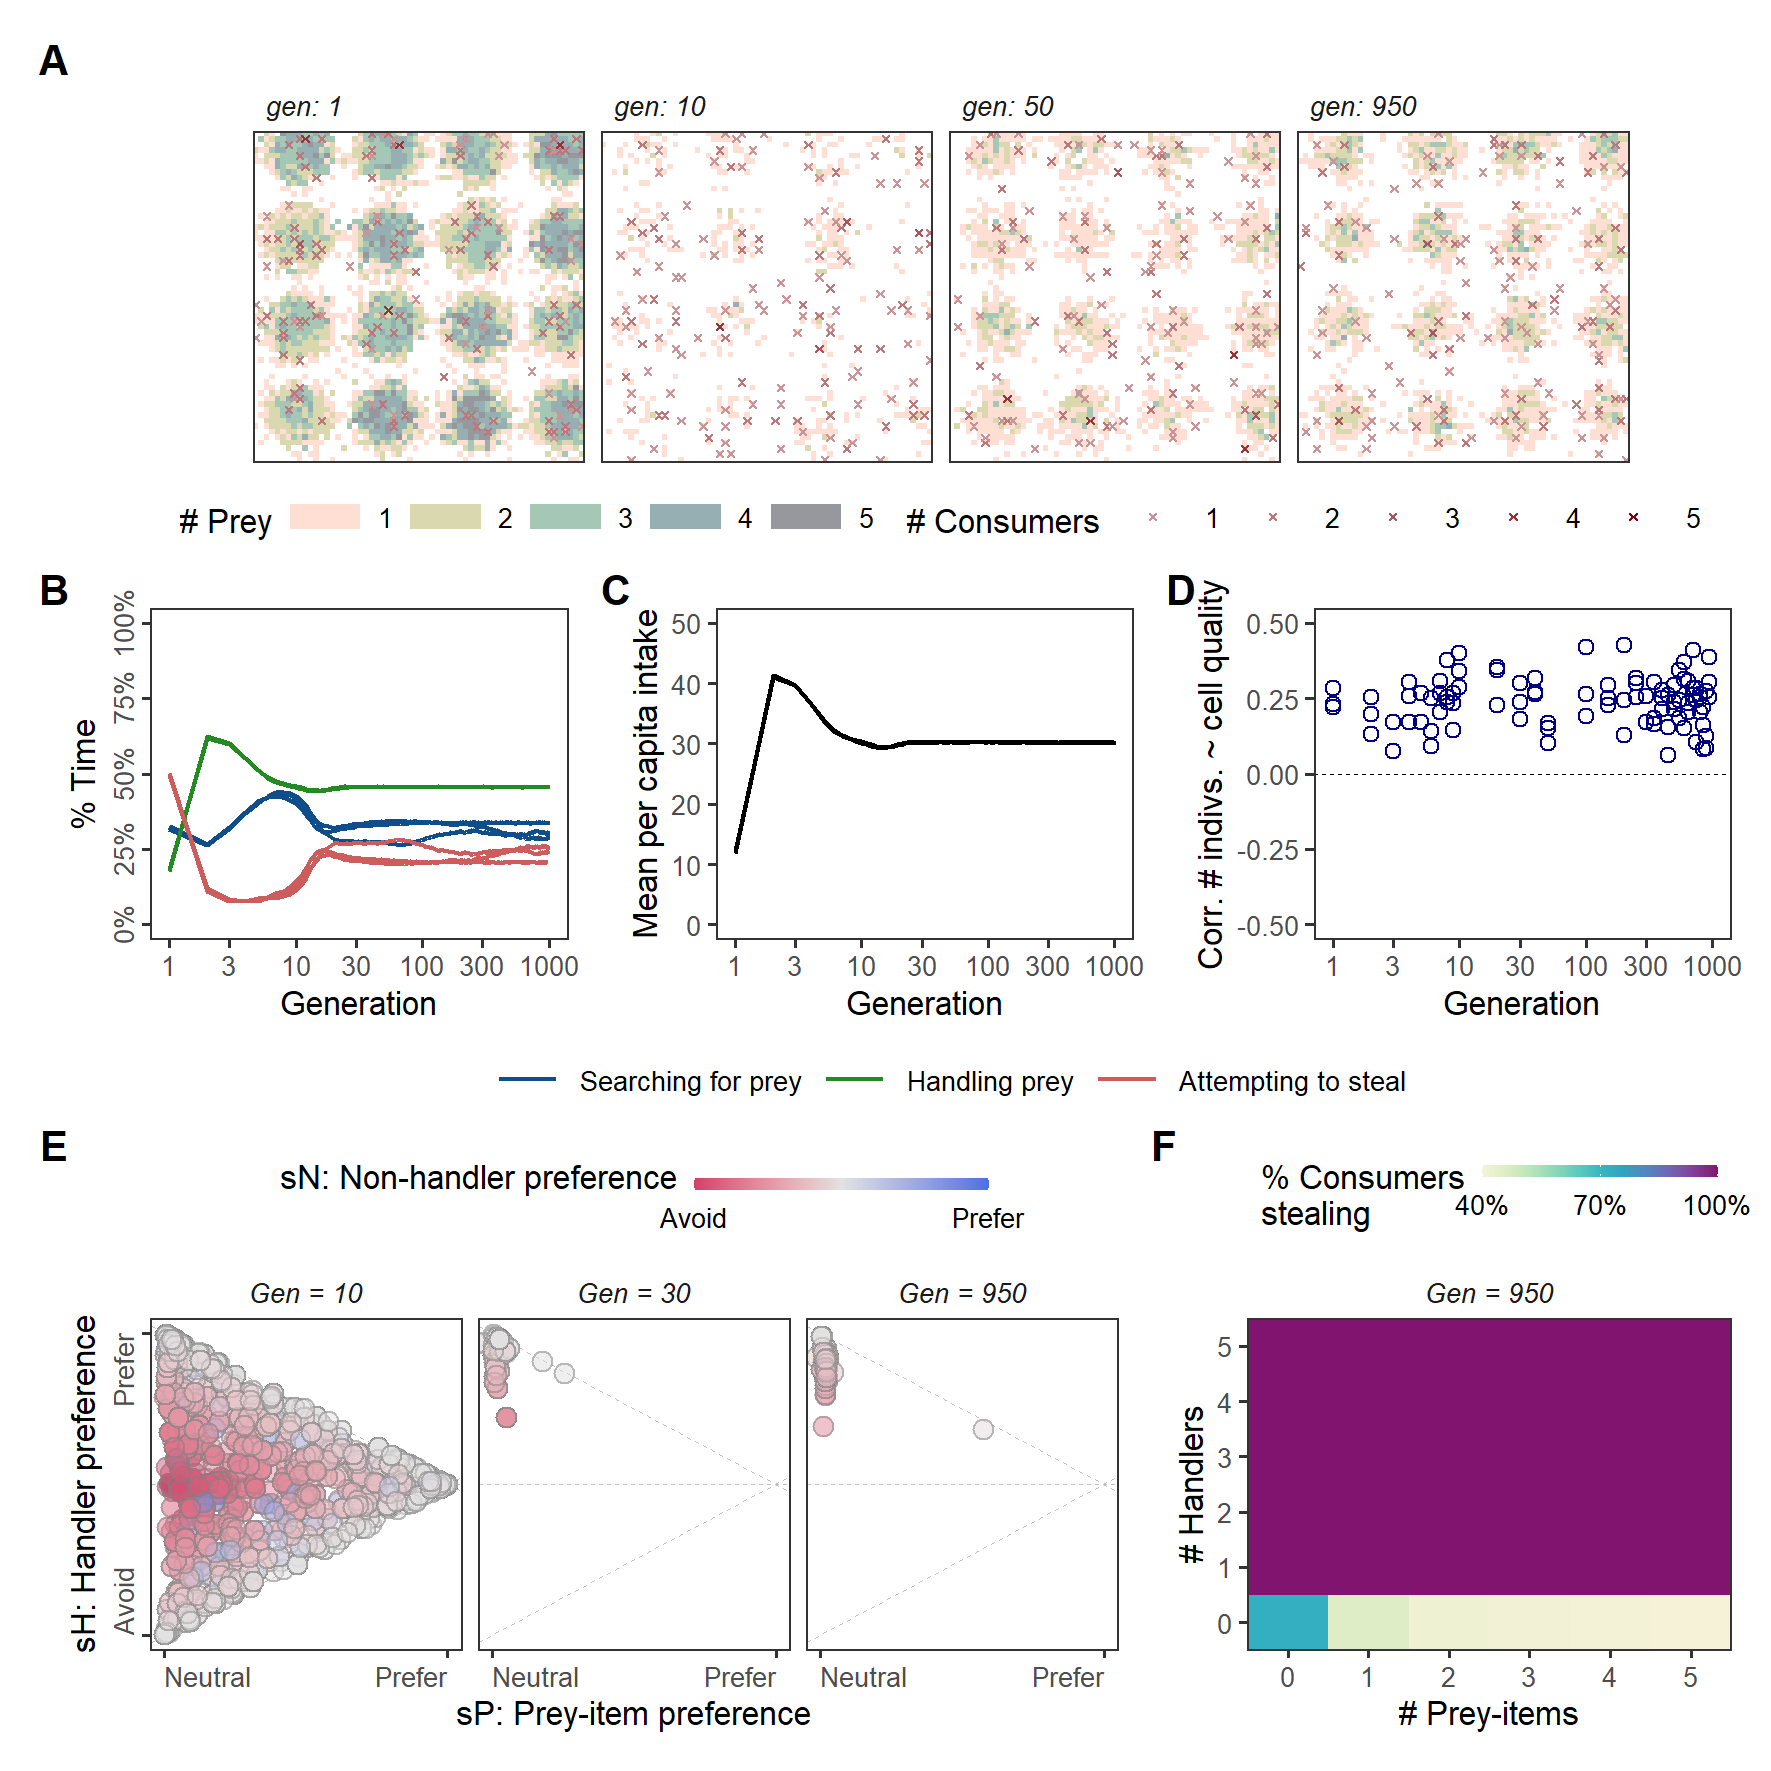 A
gen: 1
gen: 10
gen: 50
gen: 950
# Prey 1 2 3 4 5 # Consumers 1 2 3 4 5
B
% Time
0% 25% 50% 75% 100%
1 3 10 30 100 300 1000
Generation
C
Mean per capita intake
50
40
30
20
10
0
1 3 10 30 100 300 1000
Generation
D
Corr. # indivs. ~ cell quality
0.50
0.25
0.00
-0.25
-0.50
1 3 10 30 100 300 1000
Generation
Searching for prey Handling prey Attempting to steal
E
sN: Non-handler preference
Avoid Prefer
Gen = 10
Gen = 30
Gen = 950
sH: Handler preference
Avoid Prefer
Neutral Prefer
Neutral Prefer
Neutral Prefer
sP: Prey-item preference
F
% Consumers
stealing
40% 70% 100%
Gen = 950
# Handlers
5
4
3
2
1
0
0 1 2 3 4 5
# Prey-items